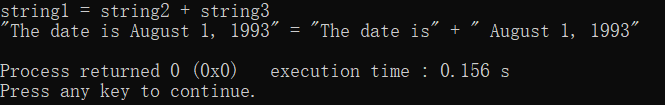 string1 = string2 + string3
"The date is August 1, 1993" = "The date is" + " August 1, 1993"
Process returned 0 (0x0)   execution time : 0.156 s
Press any key to continue.